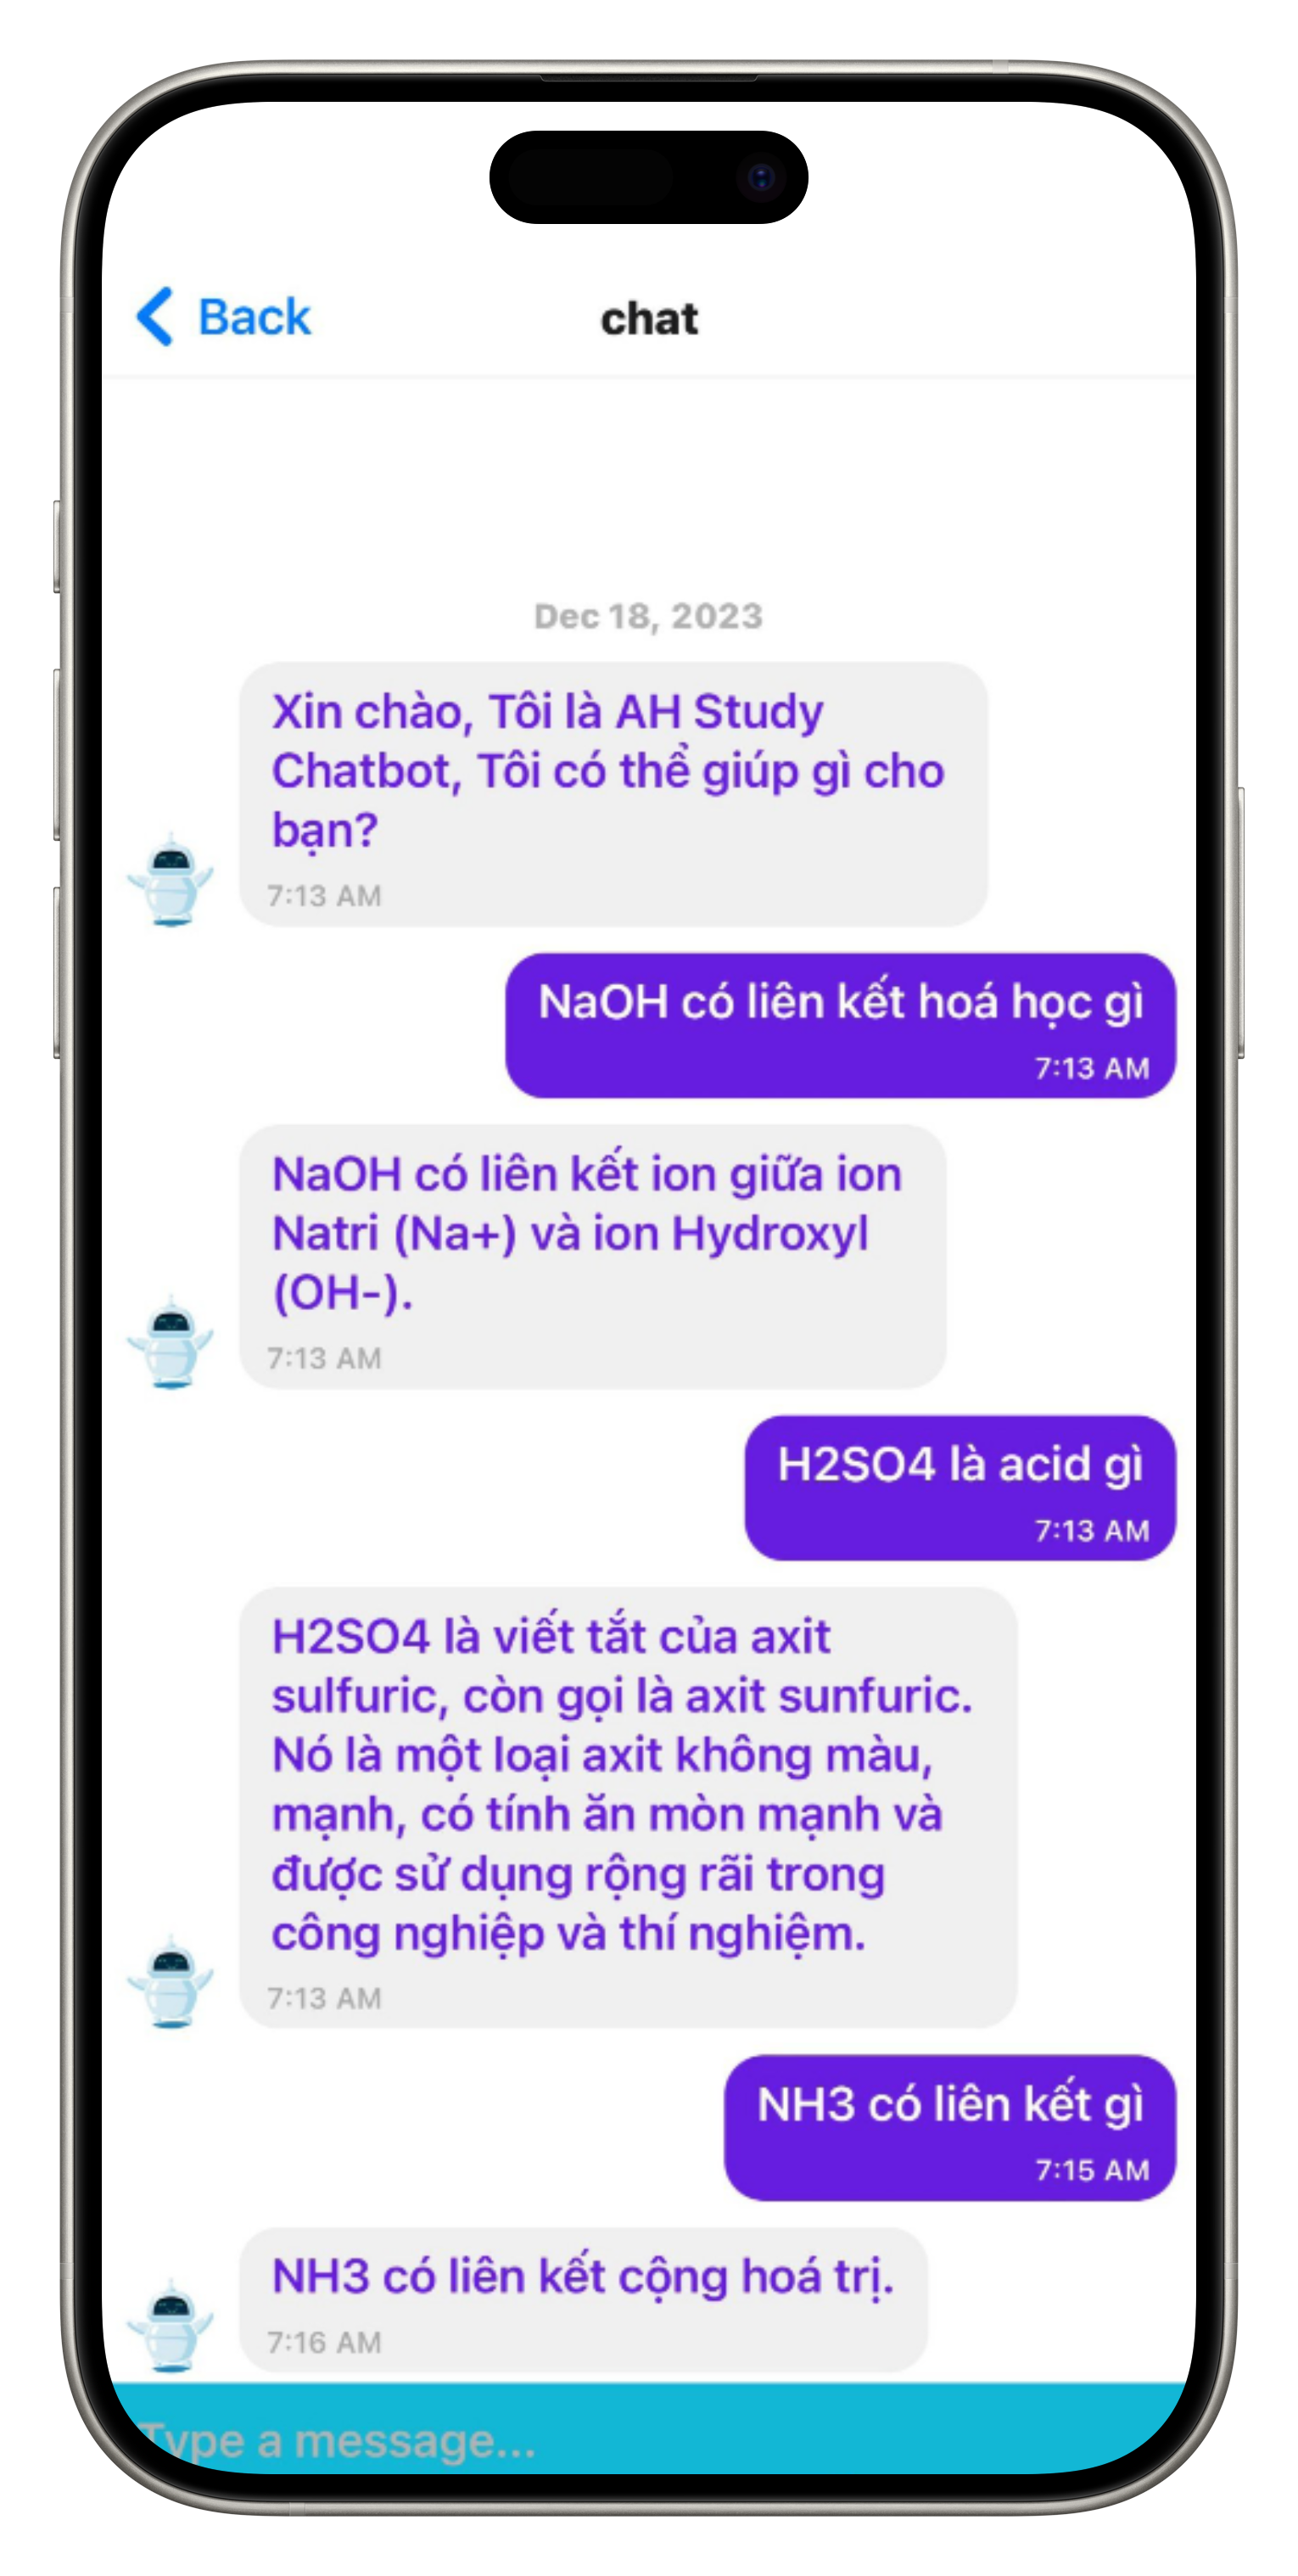 Back
chat
Dec 18, 2023
Xin chào, Tôi là AH Study
Chatbot, Tôi có thể giúp gì cho
bạn?
7:13 AM
NaOH có liên kết hoá học gì
7:13 AM
NaOH có liên kết ion giữa ion
Natri (Na+) và ion Hydroxyl
(OH-).
7:13 AM
H2SO4 là acid gì
7:13 AM
H2SO4 là viết tắt của axit
sulfuric, còn gọi là axit sunfuric.
Nó là một loại axit không màu,
mạnh, có tính ăn mòn mạnh và
được sử dụng rộng rãi trong
công nghiệp và thí nghiệm.
7:13 AM
NH3 có liên kết gì
7:15 AM
NH3 có liên kết cộng hoá trị.
7:16 AM
Type a message...